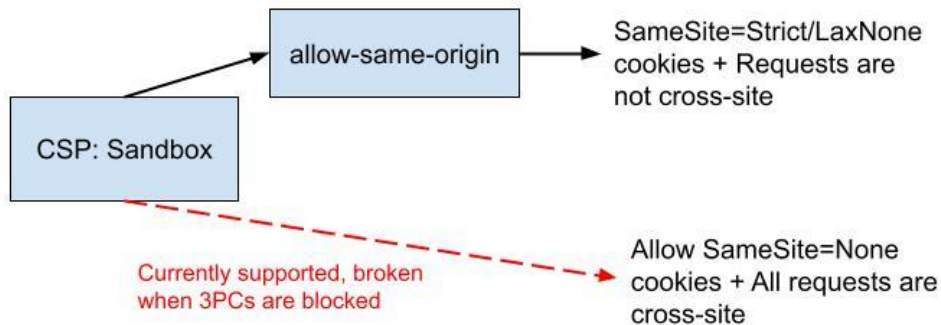 allow-same-origin
SameSite=Strict/LaxNone
cookies + Requests are
not cross-site
CSP: Sandbox
Currently supported, broken
when 3PCs are blocked
Allow SameSite=None
cookies + All requests are
cross-site